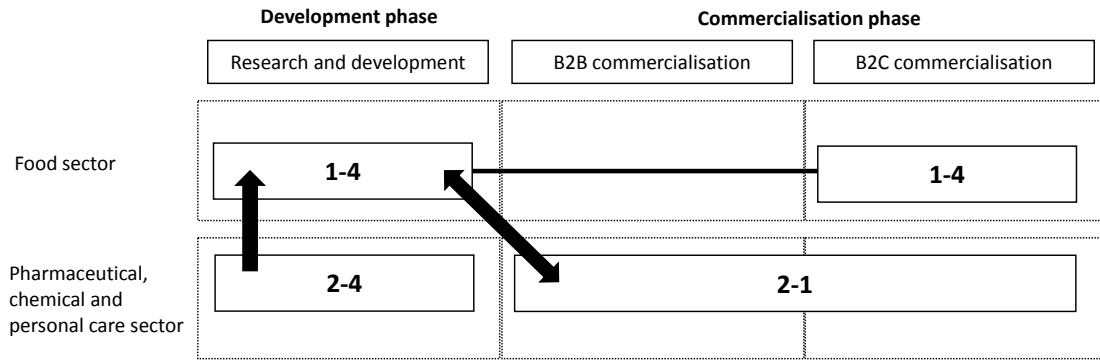 Development phase
Commercialisation phase
Research and development
B2B commercialisation
B2C commercialisation
Food sector
1-4
1-4
Pharmaceutical,
chemical and
personal care sector
2-4
2-1